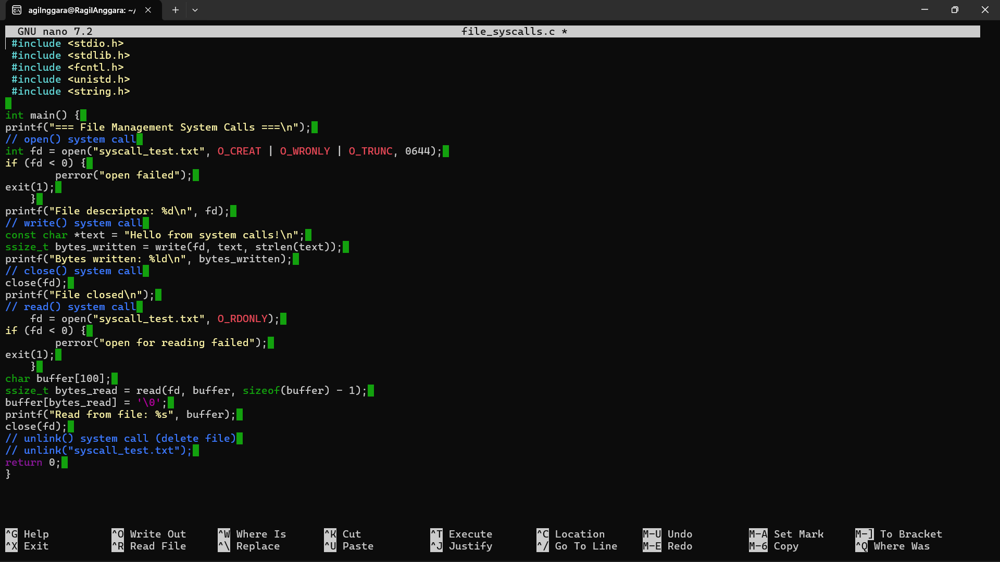 agilnggara@RagilAnggara: ~/
GNU nano 7.2 file_syscalls.c *
#include <stdio.h>
#include <stdlib.h>
#include <fcntl.h>
#include <unistd.h>
#include <string.h>
int main() {
printf("=== File Management System Calls ===\n");
// open() system call
int fd = open("syscall_test.txt", O_CREAT | O_WRONLY | O_TRUNC, 0644);
if (fd < 0) {
        perror("open failed");
exit(1);
    }
printf("File descriptor: %d\n", fd);
// write() system call
const char *text = "Hello from system calls!\n";
ssize_t bytes_written = write(fd, text, strlen(text));
printf("Bytes written: %ld\n", bytes_written);
// close() system call
close(fd);
printf("File closed\n");
// read() system call
    fd = open("syscall_test.txt", O_RDONLY);
if (fd < 0) {
        perror("open for reading failed");
exit(1);
    }
char buffer[100];
ssize_t bytes_read = read(fd, buffer, sizeof(buffer) - 1);
buffer[bytes_read] = '\0';
printf("Read from file: %s", buffer);
close(fd);
// unlink() system call (delete file)
// unlink("syscall_test.txt");
return 0;
}
^G Help ^O Write Out ^W Where Is ^K Cut ^T Execute ^C Location M-U Undo M-A Set Mark M-] To Bracket
^X Exit ^R Read File ^\ Replace ^U Paste ^J Justify ^/ Go To Line M-E Redo M-6 Copy ^Q Where Was